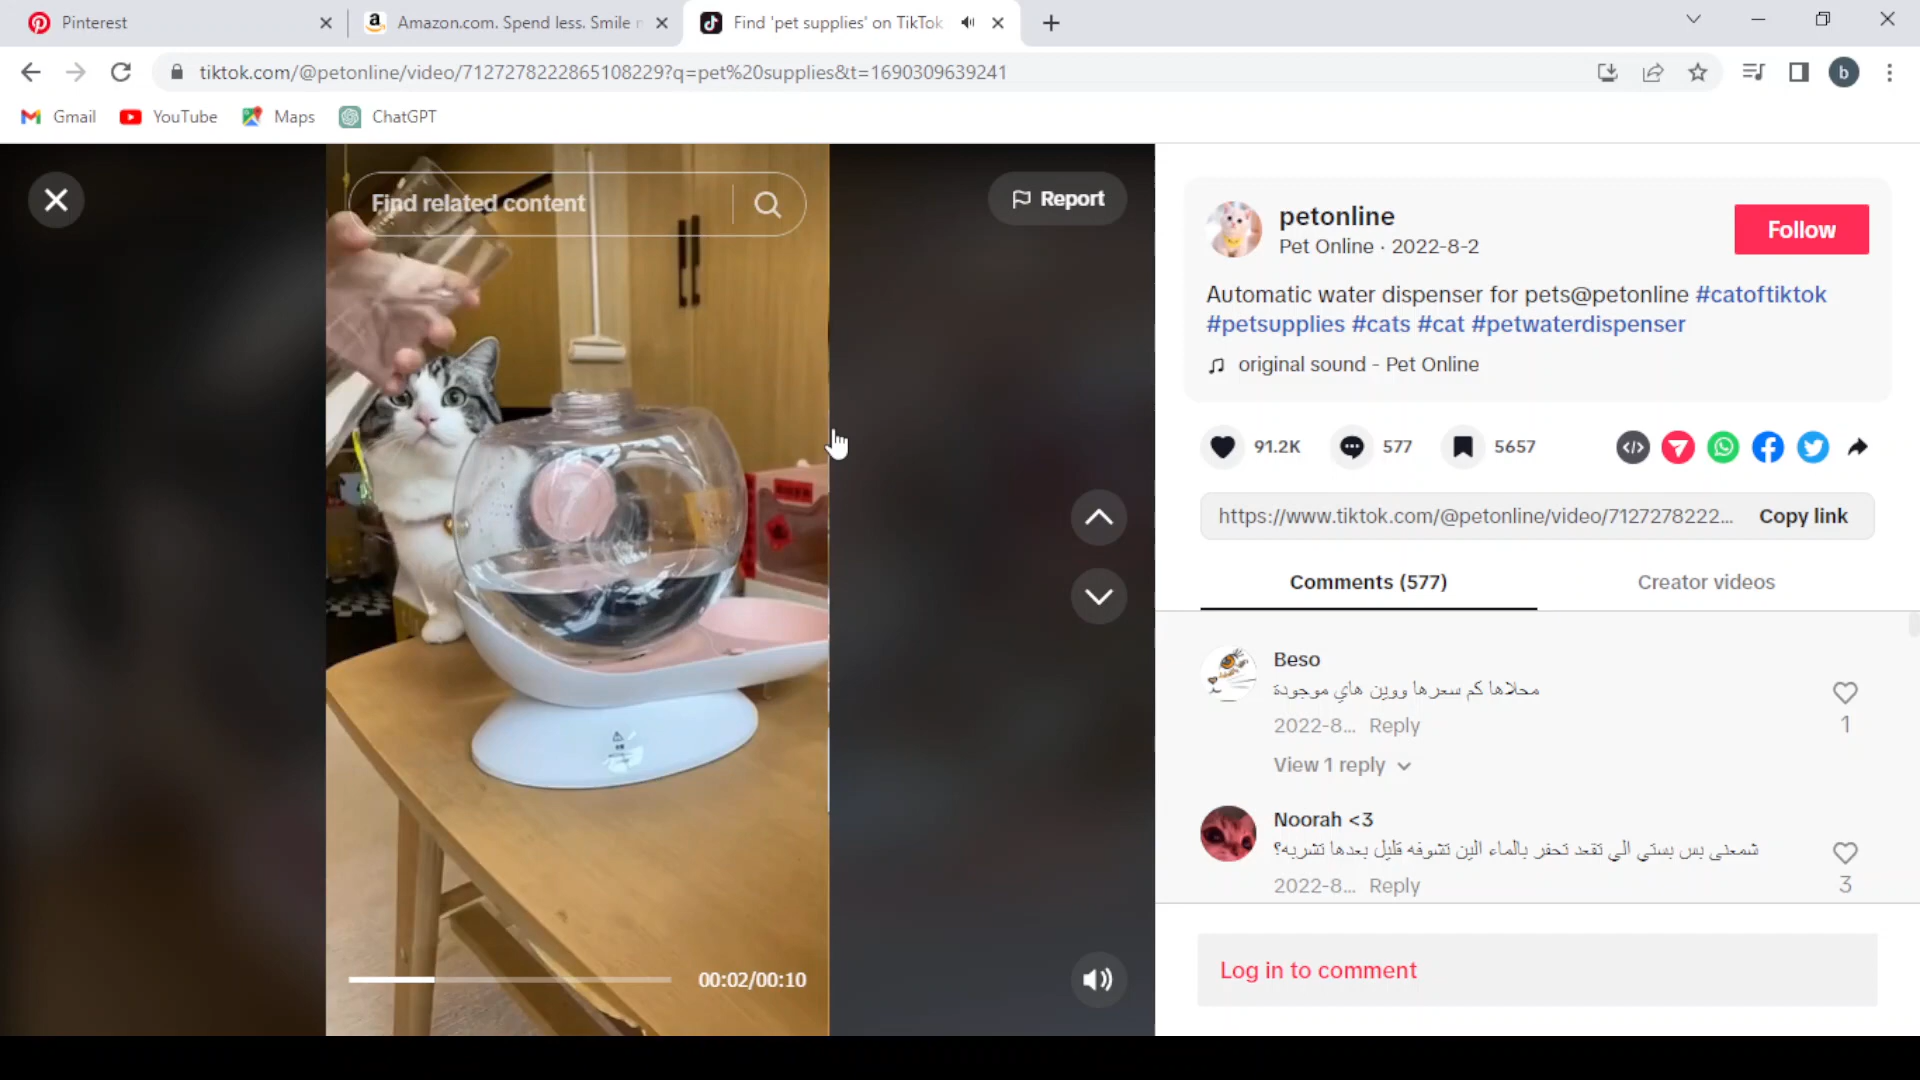 Pinterest
Amazon.com. Spend less. Smile
Find 'pet supplies' on TikTok
tiktok.com/@petonline/video/7127278222865108229?q=pet%20supplies&t=1690309639241
b
Gmail
YouTube
Maps
ChatGPT
Find related content
Report
petonline
Pet Online · 2022-8-2
Follow
Automatic water dispenser for pets@petonline #catoftiktok
#petsupplies #cats #cat #petwaterdispenser
original sound - Pet Online
91.2K
577
5657
https://www.tiktok.com/@petonline/video/7127278222...
Copy link
Comments (577)
Creator videos
Beso
محلاها كم سعرها ووين هاي موجودة
1
2022-8... Reply
View 1 reply
Noorah <3
شمعنى بس بستي الي تقعد تحفر بالماء الين تشوفه قليل بعدها تشربه؟
3
2022-8... Reply
00:02/00:10
Log in to comment